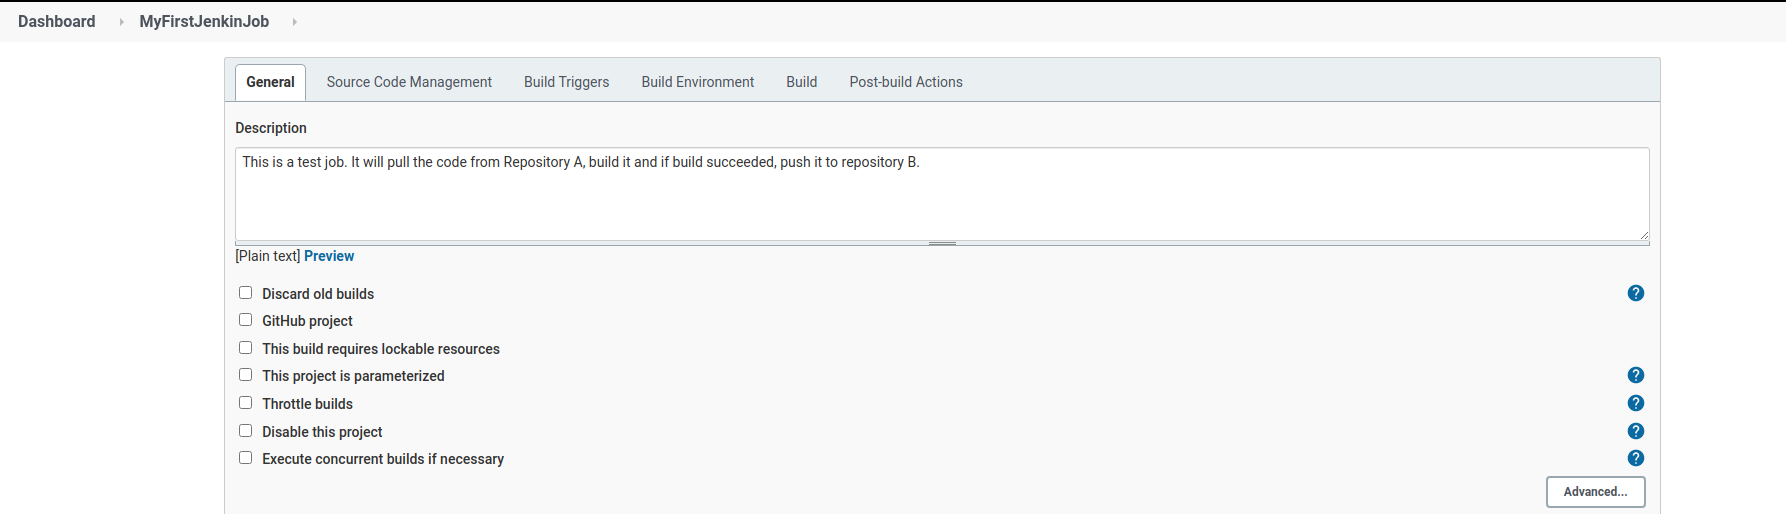 Dashboard MyFirstJenkinJob
General Source Code Management Build Triggers Build Environment Build Post-build Actions
Description
This is a test job. It will pull the code from Repository A, build it and if build succeeded, push it to repository B.
[Plain text] Preview
Discard old builds ?
GitHub project
This build requires lockable resources
This project is parameterized ?
Throttle builds ?
Disable this project ?
Execute concurrent builds if necessary ?
Advanced...